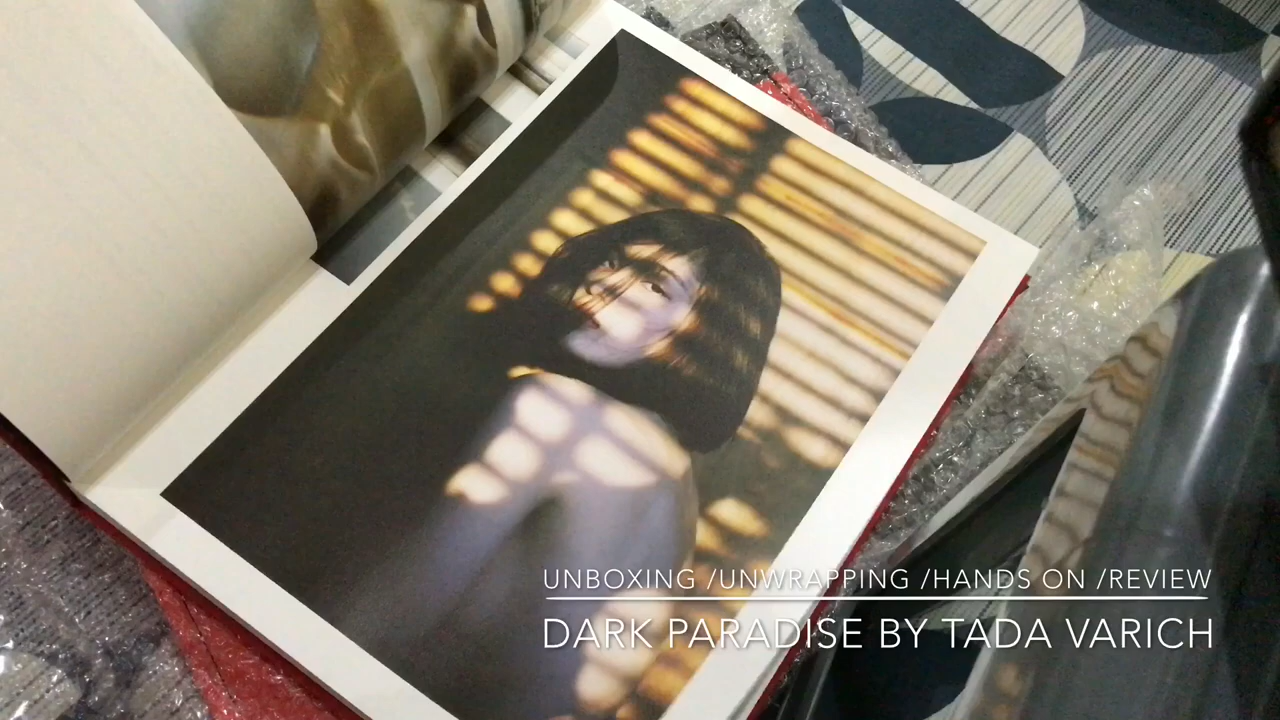 UNBOXING /UNWRAPPING /HANDS ON /REVIEW
DARK PARADISE BY TADA VARICH